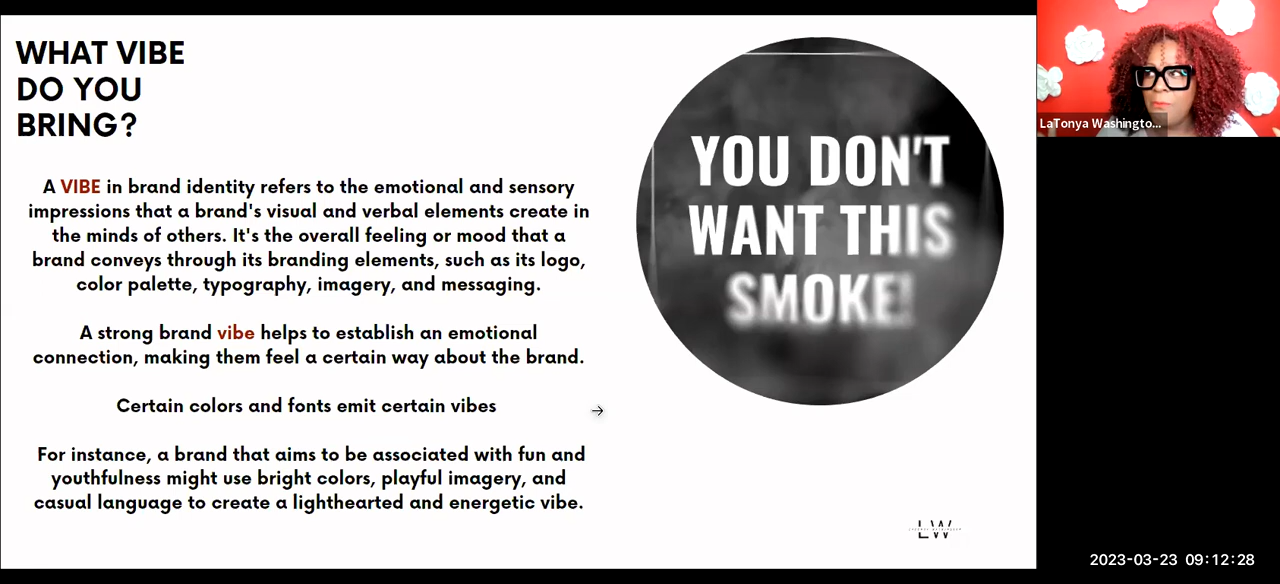 WHAT VIBE
DO YOU
BRING?
A VIBE in brand identity refers to the emotional and sensory
impressions that a brand's visual and verbal elements create in
the minds of others. It's the overall feeling or mood that a
brand conveys through its branding elements, such as its logo,
color palette, typography, imagery, and messaging.
A strong brand vibe helps to establish an emotional
connection, making them feel a certain way about the brand.
Certain colors and fonts emit certain vibes
For instance, a brand that aims to be associated with fun and
youthfulness might use bright colors, playful imagery, and
casual language to create a lighthearted and energetic vibe.
YOU DON'T
WANT THIS
SMOKE!
LW
LaTonya Washingto...
2023-03-23 09:12:28